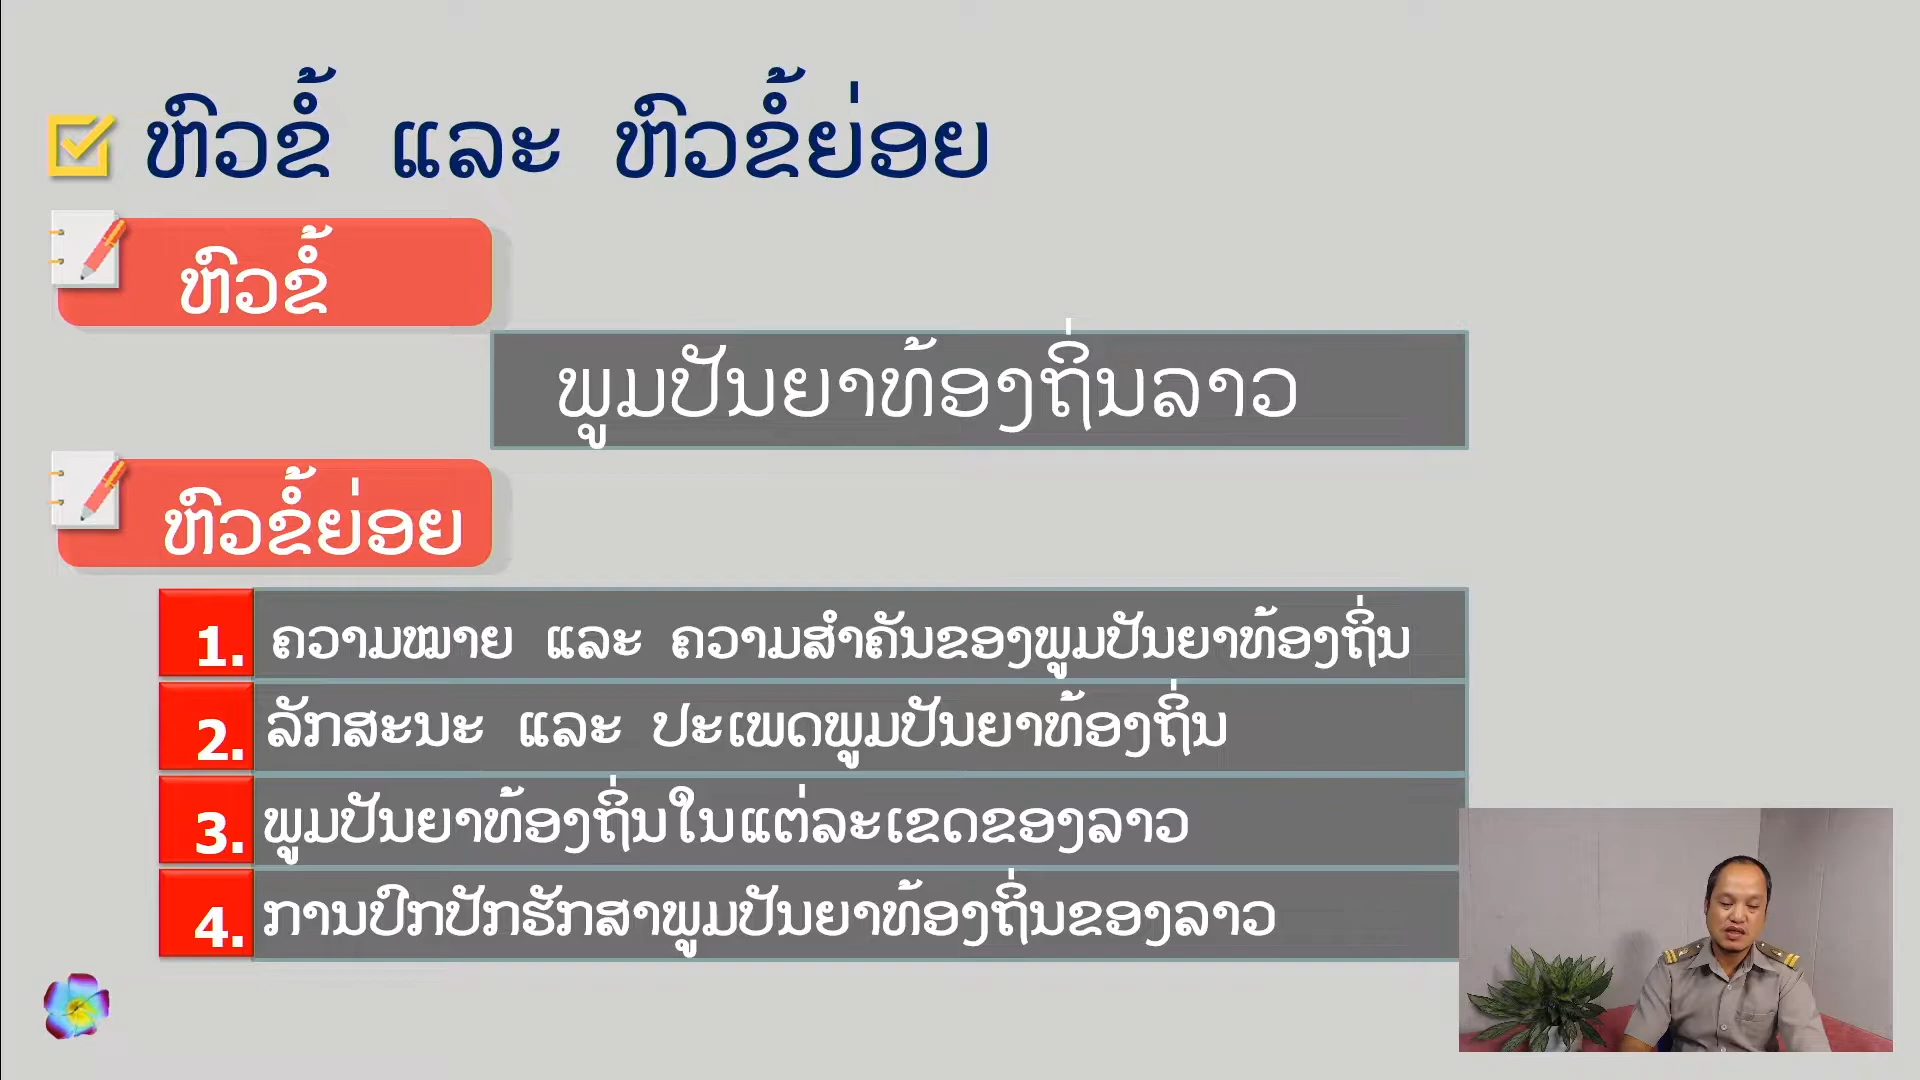 ຫົວຂໍ້ ແລະ ຫົວຂໍ້ຍ່ອຍ
ຫົວຂໍ້
ພູມປັນຍາທ້ອງຖິ່ນລາວ
ຫົວຂໍ້ຍ່ອຍ
1. ຄວາມໝາຍ ແລະ ຄວາມສຳຄັນຂອງພູມປັນຍາທ້ອງຖິ່ນ
2. ລັກສະນະ ແລະ ປະເພດພູມປັນຍາທ້ອງຖິ່ນ
3. ພູມປັນຍາທ້ອງຖິ່ນໃນແຕ່ລະເຂດຂອງລາວ
4. ການປົກປັກຮັກສາພູມປັນຍາທ້ອງຖິ່ນຂອງລາວ